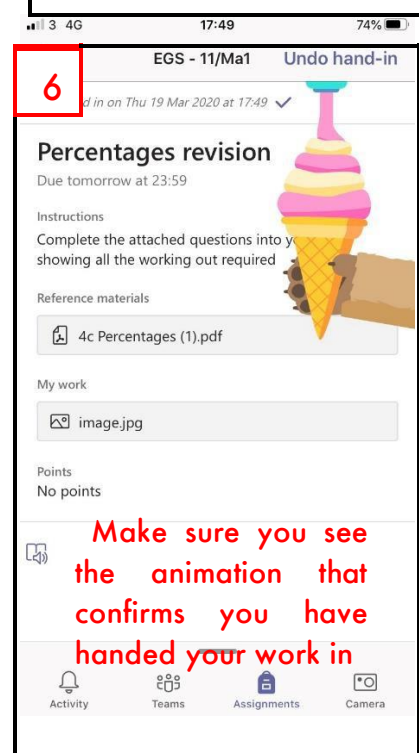 3 4G 17:49 74%
EGS - 11/Ma1 Undo hand-in
6
d in on Thu 19 Mar 2020 at 17:49
Percentages revision
Due tomorrow at 23:59
Instructions
Complete the attached questions into y
showing all the working out required
Reference materials
4c Percentages (1).pdf
My work
image.jpg
Points
No points
Make sure you see
the animation that
confirms you have
handed your work in
Activity Teams Assignments Camera